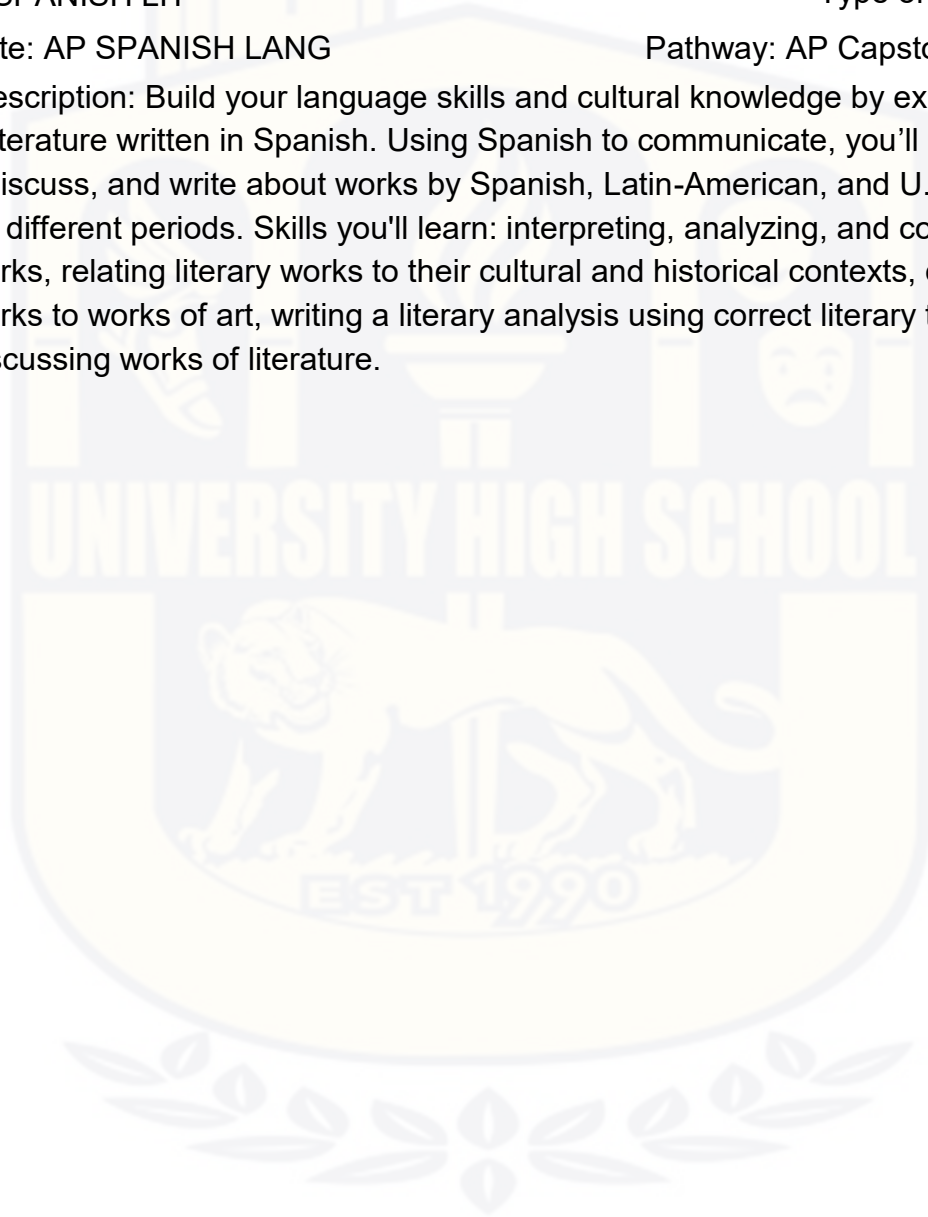 SPANISH LIT
Type of
te: AP SPANISH LANG Pathway: AP Capsto
escription: Build your language skills and cultural knowledge by ex
terature written in Spanish. Using Spanish to communicate, you’ll
iscuss, and write about works by Spanish, Latin-American, and U.
different periods. Skills you'll learn: interpreting, analyzing, and co
rks, relating literary works to their cultural and historical contexts,
rks to works of art, writing a literary analysis using correct literary t
scussing works of literature.
UNIVERSITY HIGH SCHOOL
EST 1990